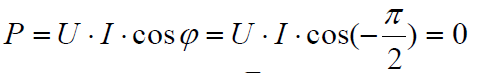 P = U · I · cos φ = U · I · cos(−π/2) = 0